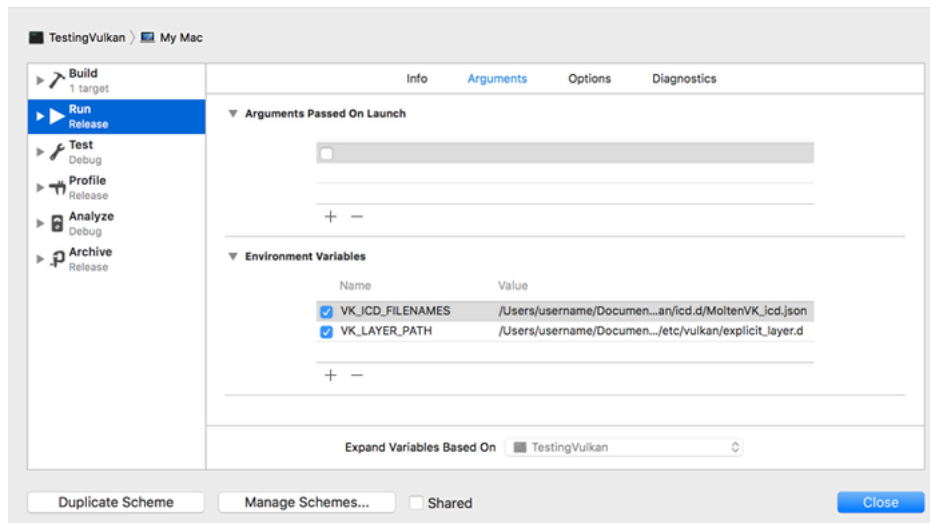 TestingVulkan 〉 My Mac
Build
1 target
Run
Release
Test
Debug
Profile
Release
Analyze
Debug
Archive
Release
Info Arguments Options Diagnostics
Arguments Passed On Launch
+ −
Environment Variables
Name Value
VK_ICD_FILENAMES /Users/username/Documen...an/icd.d/MoltenVK_icd.json
VK_LAYER_PATH /Users/username/Documen.../etc/vulkan/explicit_layer.d
+ −
Expand Variables Based On TestingVulkan
Duplicate Scheme Manage Schemes... Shared Close